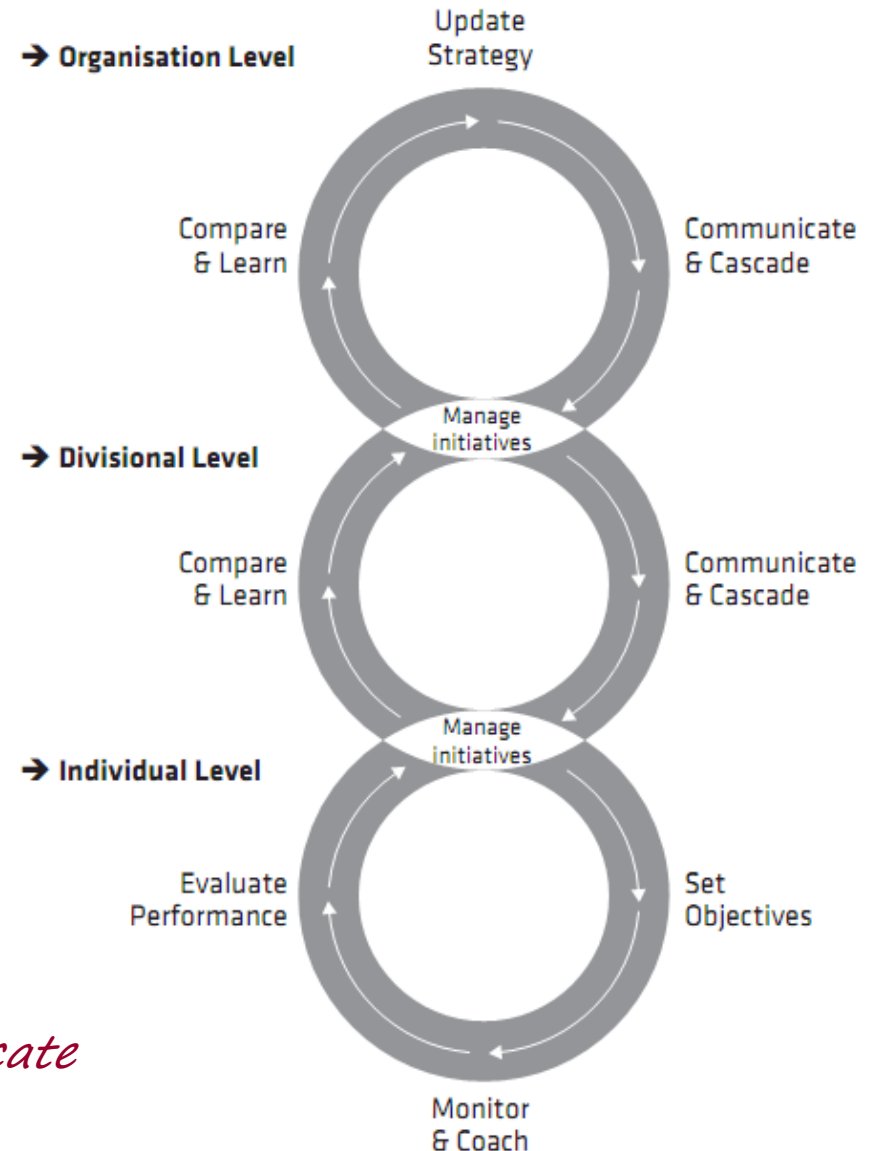 Update
Strategy
→ Organisation Level
Compare
& Learn
Communicate
& Cascade
Manage
initiatives
→ Divisional Level
Compare
& Learn
Communicate
& Cascade
Manage
initiatives
→ Individual Level
Evaluate
Performance
Set
Objectives
cate
Monitor
& Coach